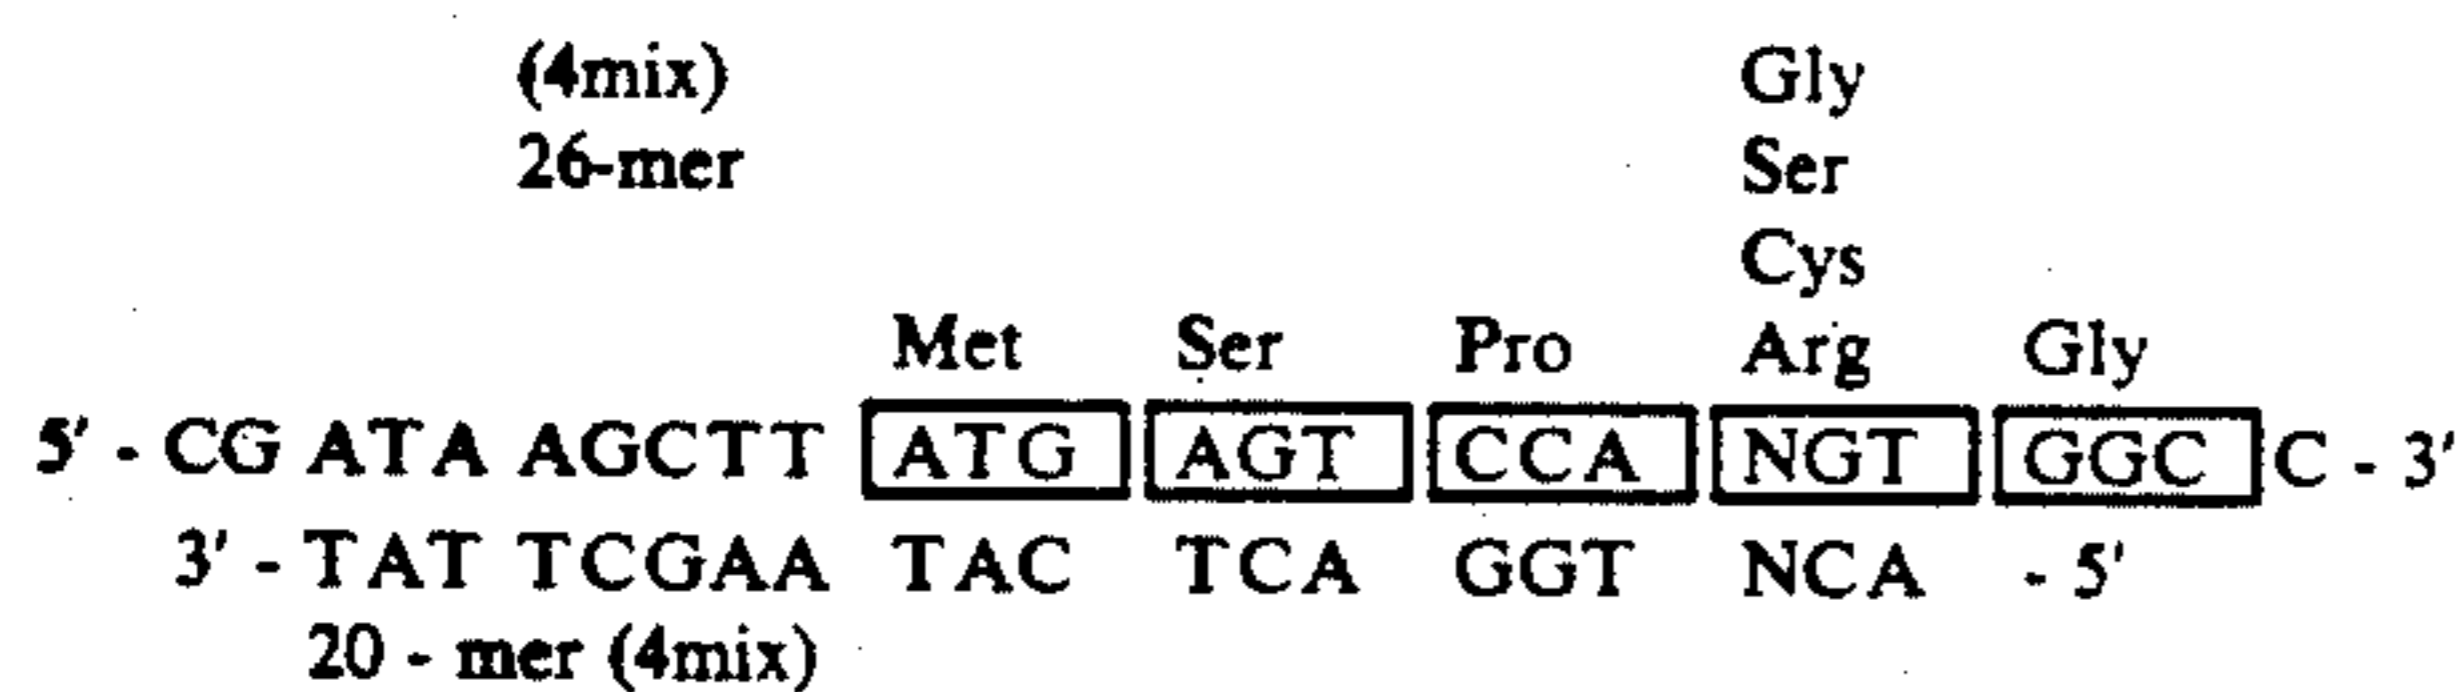 (4mix)
26-mer
Gly
Ser
Cys
Met Ser Pro Arg Gly
5' - CG ATA AGCTT ATG AGT CCA NGT GGC C - 3'
3' - TAT TCGAA TAC TCA GGT NCA - 5'
20 - mer (4mix)